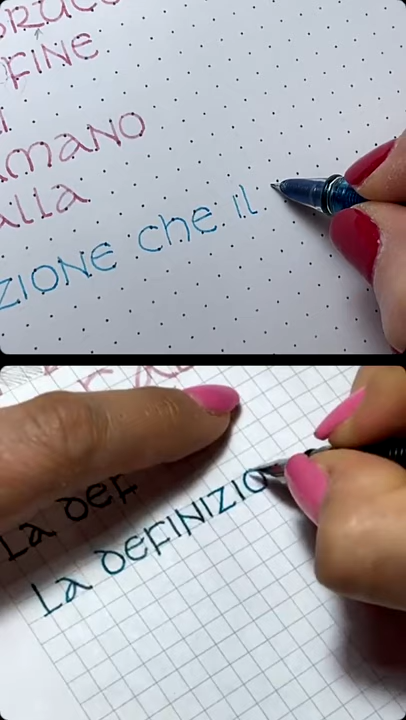 FINE
amaNO
alla
ZIONE che il
La DEF
La DEFINIZIO